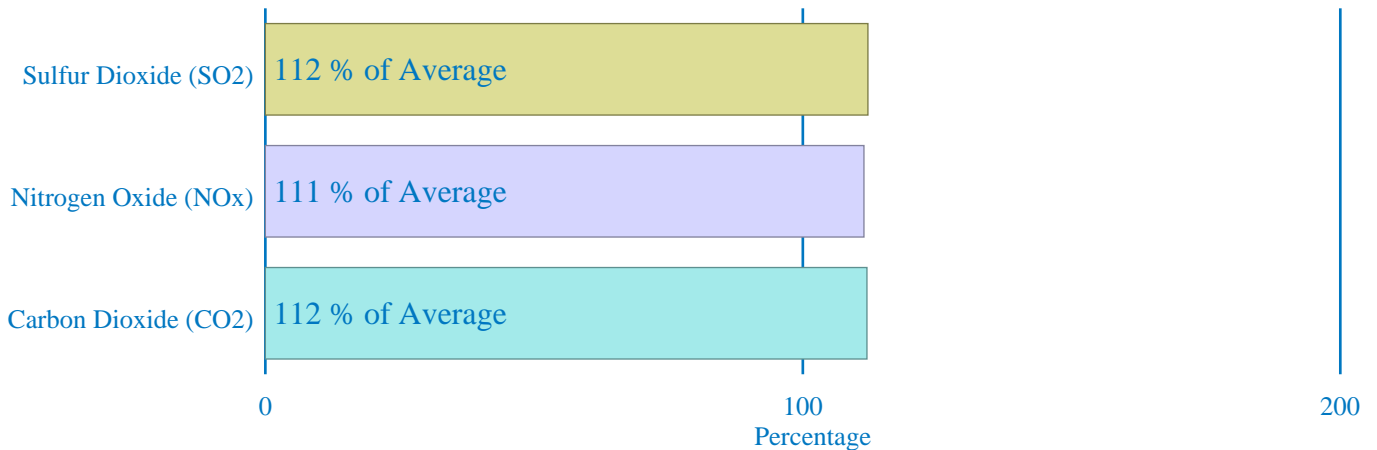 Sulfur Dioxide (SO2)
112 % of Average
Nitrogen Oxide (NOx)
111 % of Average
Carbon Dioxide (CO2)
112 % of Average
0
100
200
Percentage